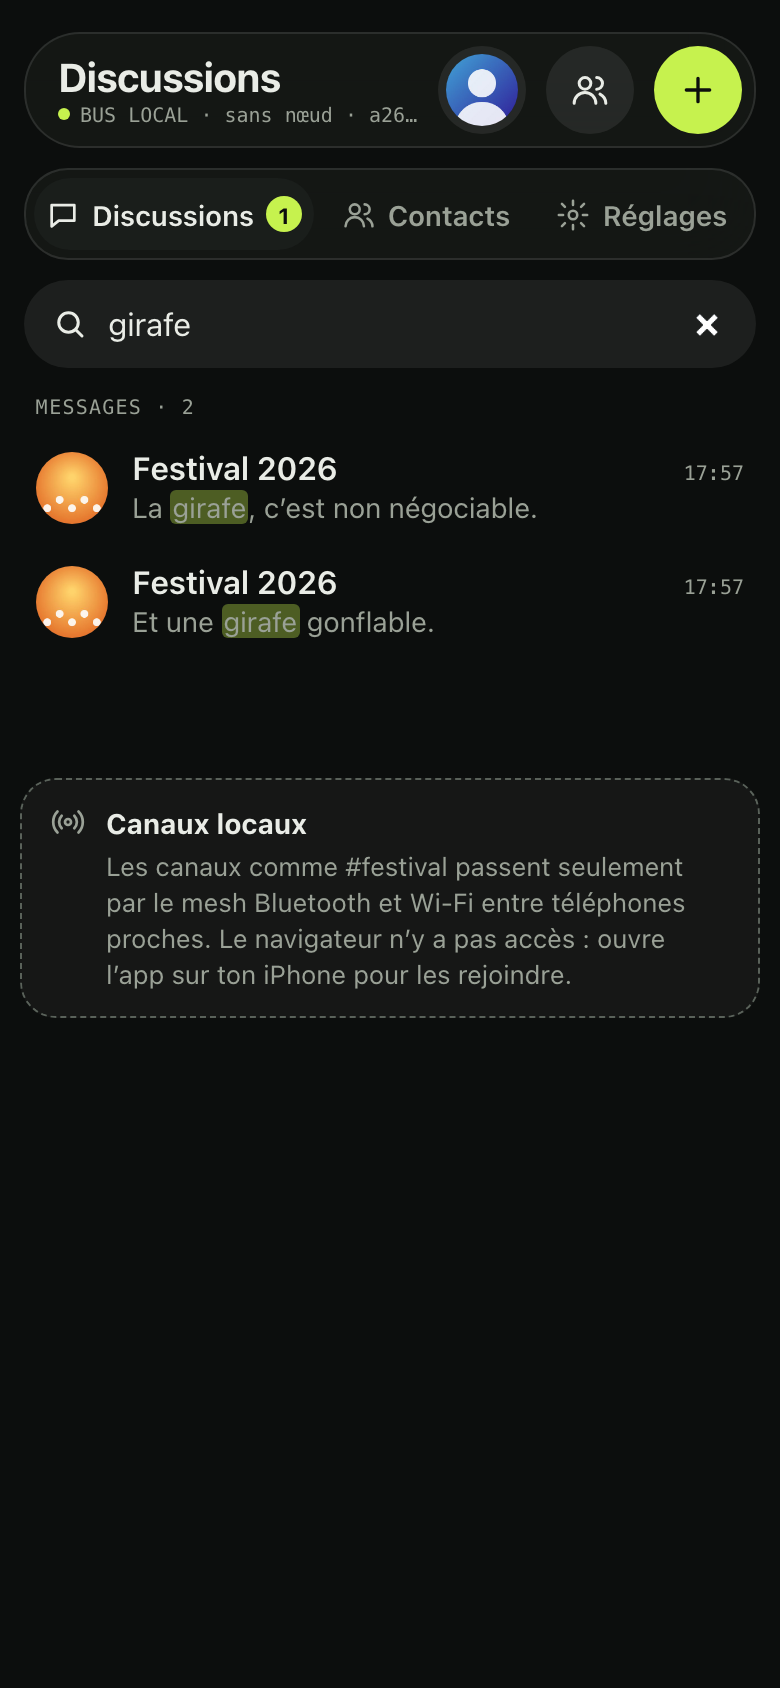 Discussions
BUS LOCAL · sans nœud · a26…
Discussions 1
Contacts
Réglages
girafe
MESSAGES · 2
Festival 2026
17:57
La girafe, c’est non négociable.
Festival 2026
17:57
Et une girafe gonflable.
Canaux locaux
Les canaux comme #festival passent seulement
par le mesh Bluetooth et Wi-Fi entre téléphones
proches. Le navigateur n’y a pas accès : ouvre
l’app sur ton iPhone pour les rejoindre.